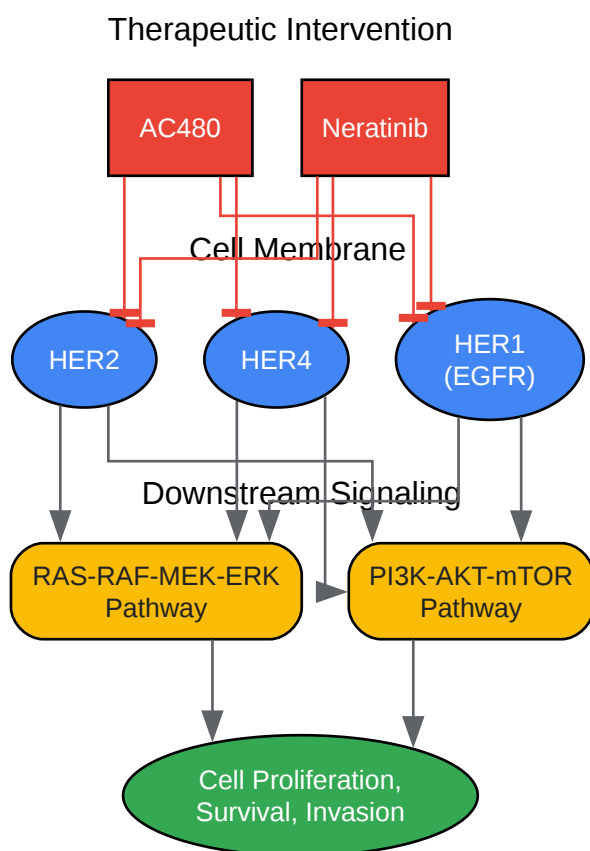 Therapeutic Intervention
AC480
Neratinib
Cell Membrane
HER2
HER4
HER1
(EGFR)
Downstream Signaling
RAS-RAF-MEK-ERK
Pathway
PI3K-AKT-mTOR
Pathway
Cell Proliferation,
Survival, Invasion